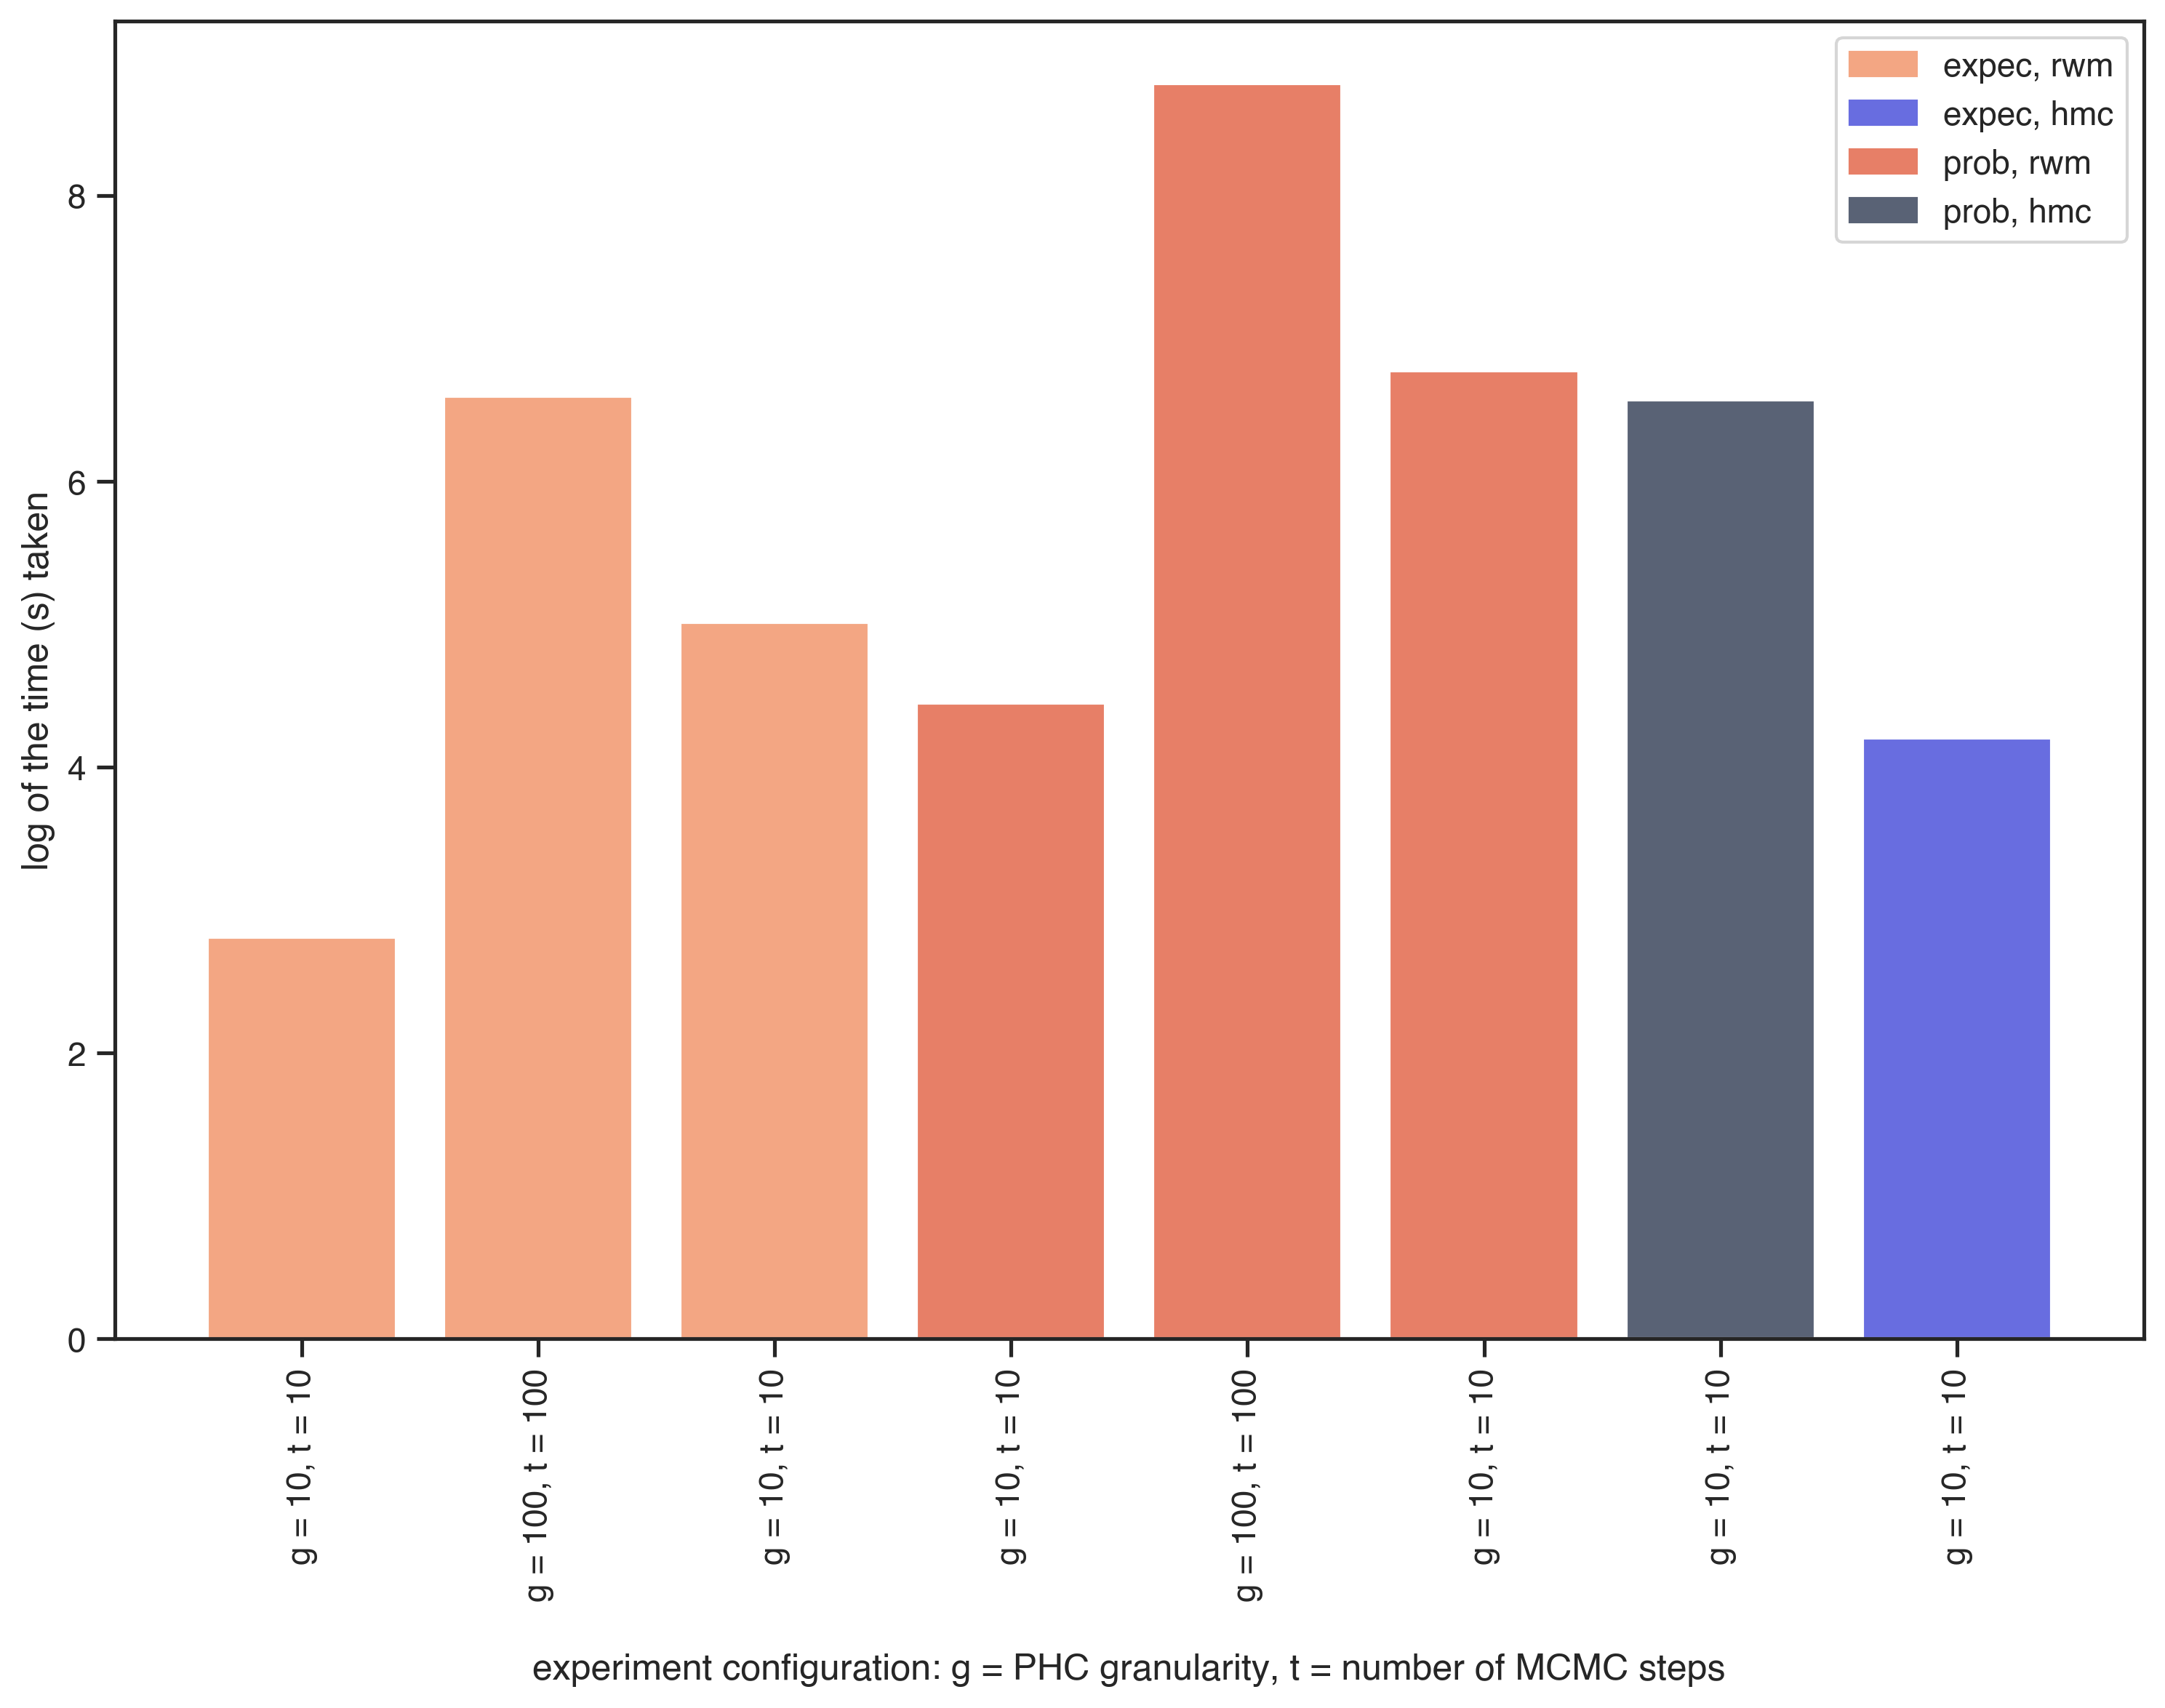 expec, rwm
expec, hmc
prob, rwm
prob, hmc
log of the time (s) taken
8
6
4
2
0
g = 10, t = 10
g = 100, t = 100
g = 10, t = 10
g = 10, t = 10
g = 100, t = 100
g = 10, t = 10
g = 10, t = 10
g = 10, t = 10
experiment configuration: g = PHC granularity, t = number of MCMC steps